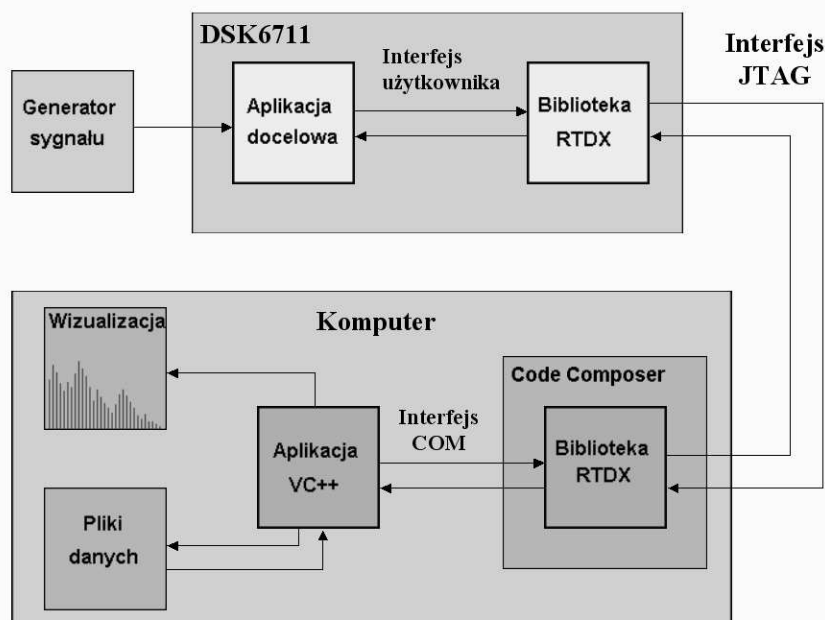 DSK6711
Interfejs
JTAG
Generator
sygnału
Aplikacja
docelowa
Interfejs
użytkownika
Biblioteka
RTDX
Komputer
Wizualizacja
Code Composer
Aplikacja
VC++
Interfejs
COM
Biblioteka
RTDX
Pliki
danych